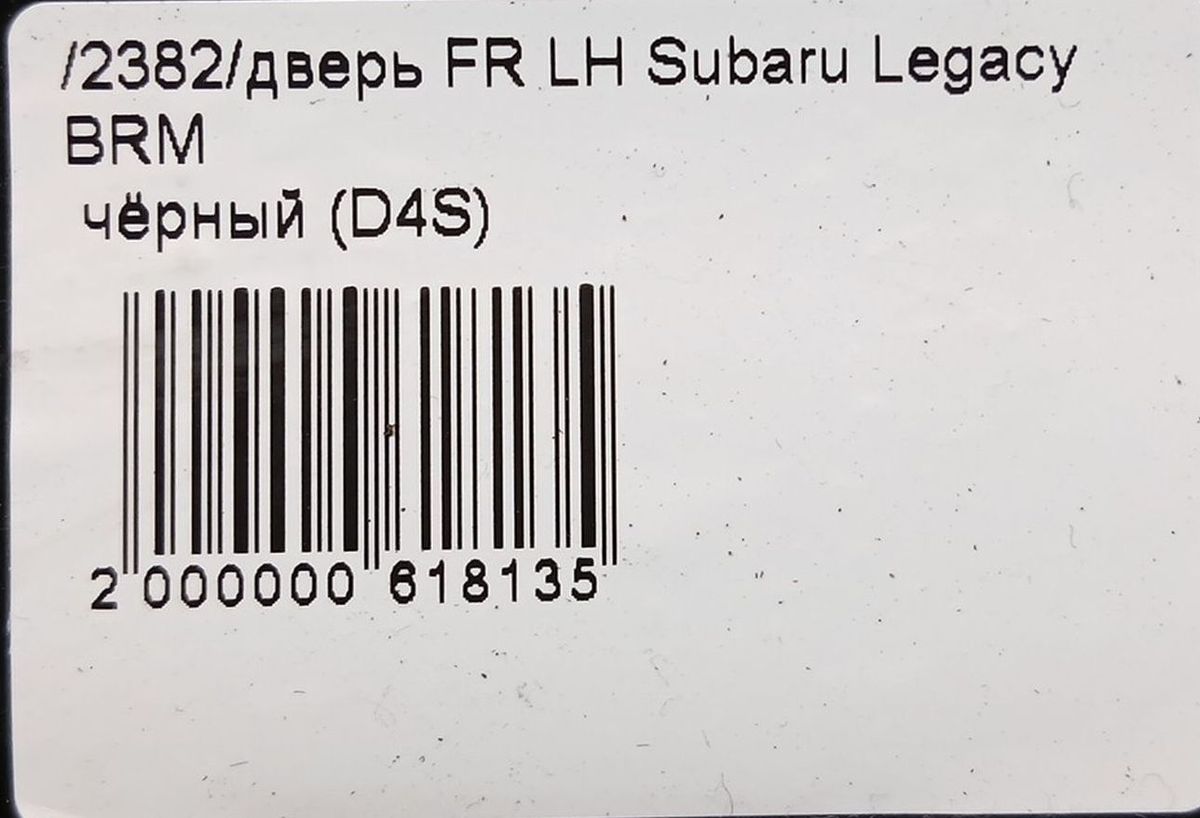 /2382/дверь FR LH Subaru Legacy
BRM
чёрный (D4S)
2 000000 618135